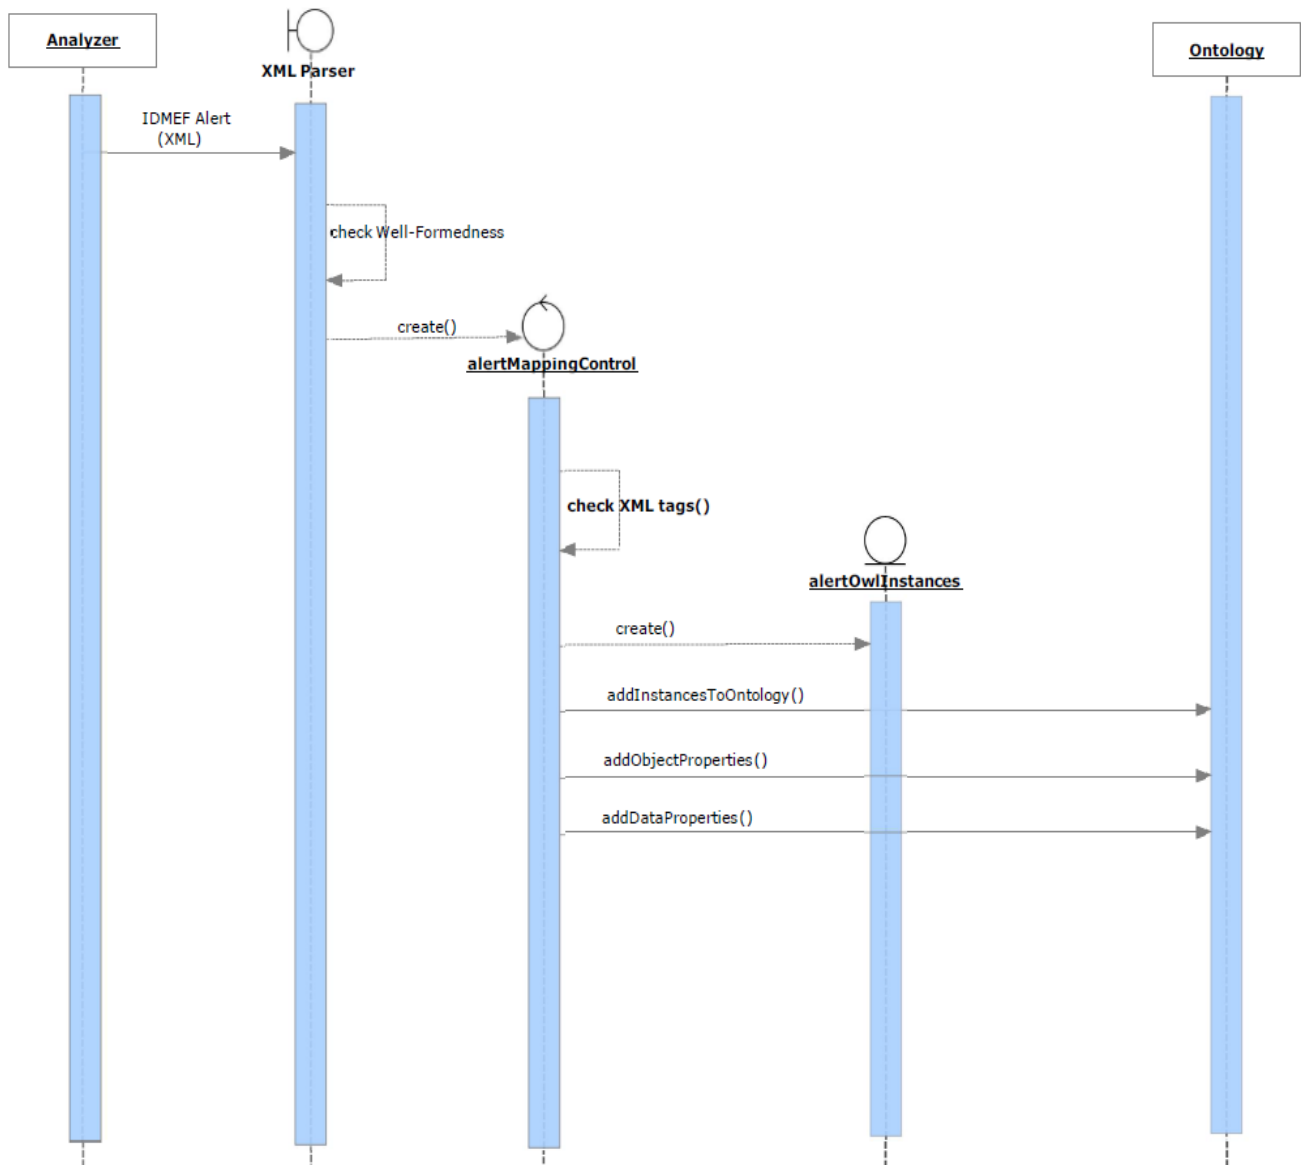 Analyzer
XML Parser
Ontology
IDMEF Alert
(XML)
check Well-Formedness
create()
alertMappingControl
check XML tags()
alertOwlInstances
create()
addInstancesToOntology()
addObjectProperties()
addDataProperties()